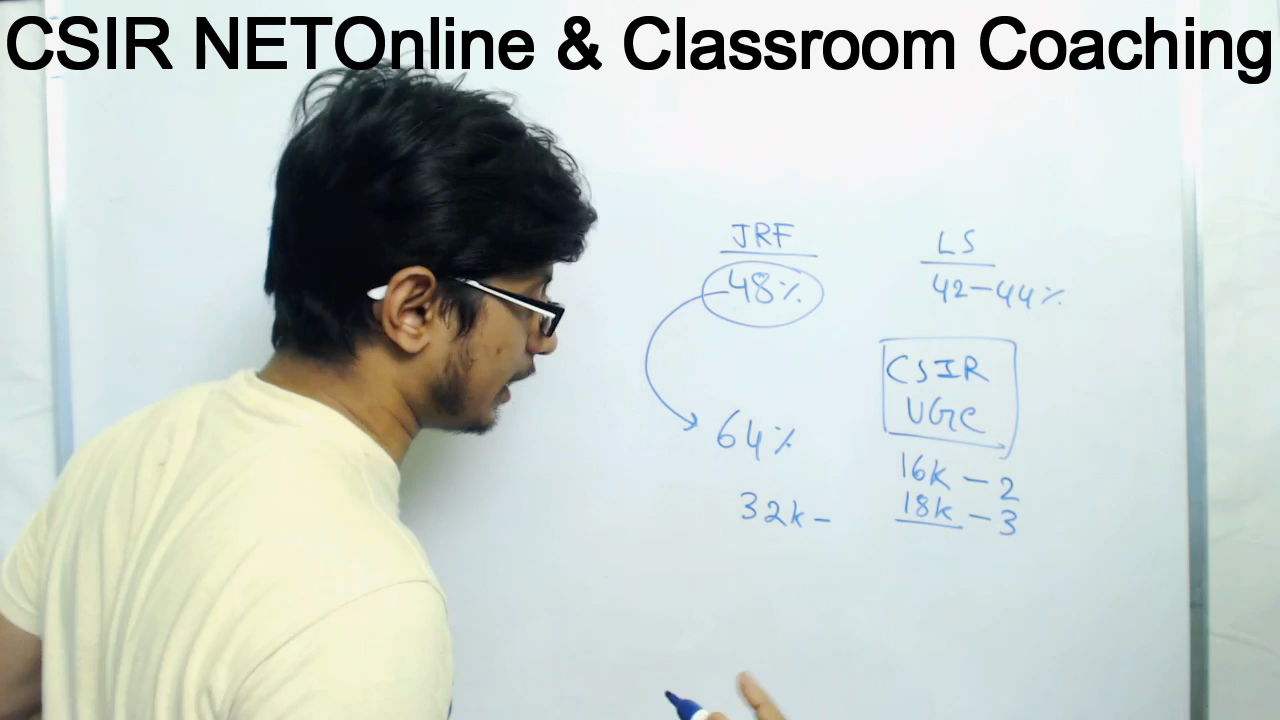 CSIR NETOnline & Classroom Coaching
JRF
48%
64%
32k -
LS
42-44%
CSIR
UGC
16k - 2
18k - 3